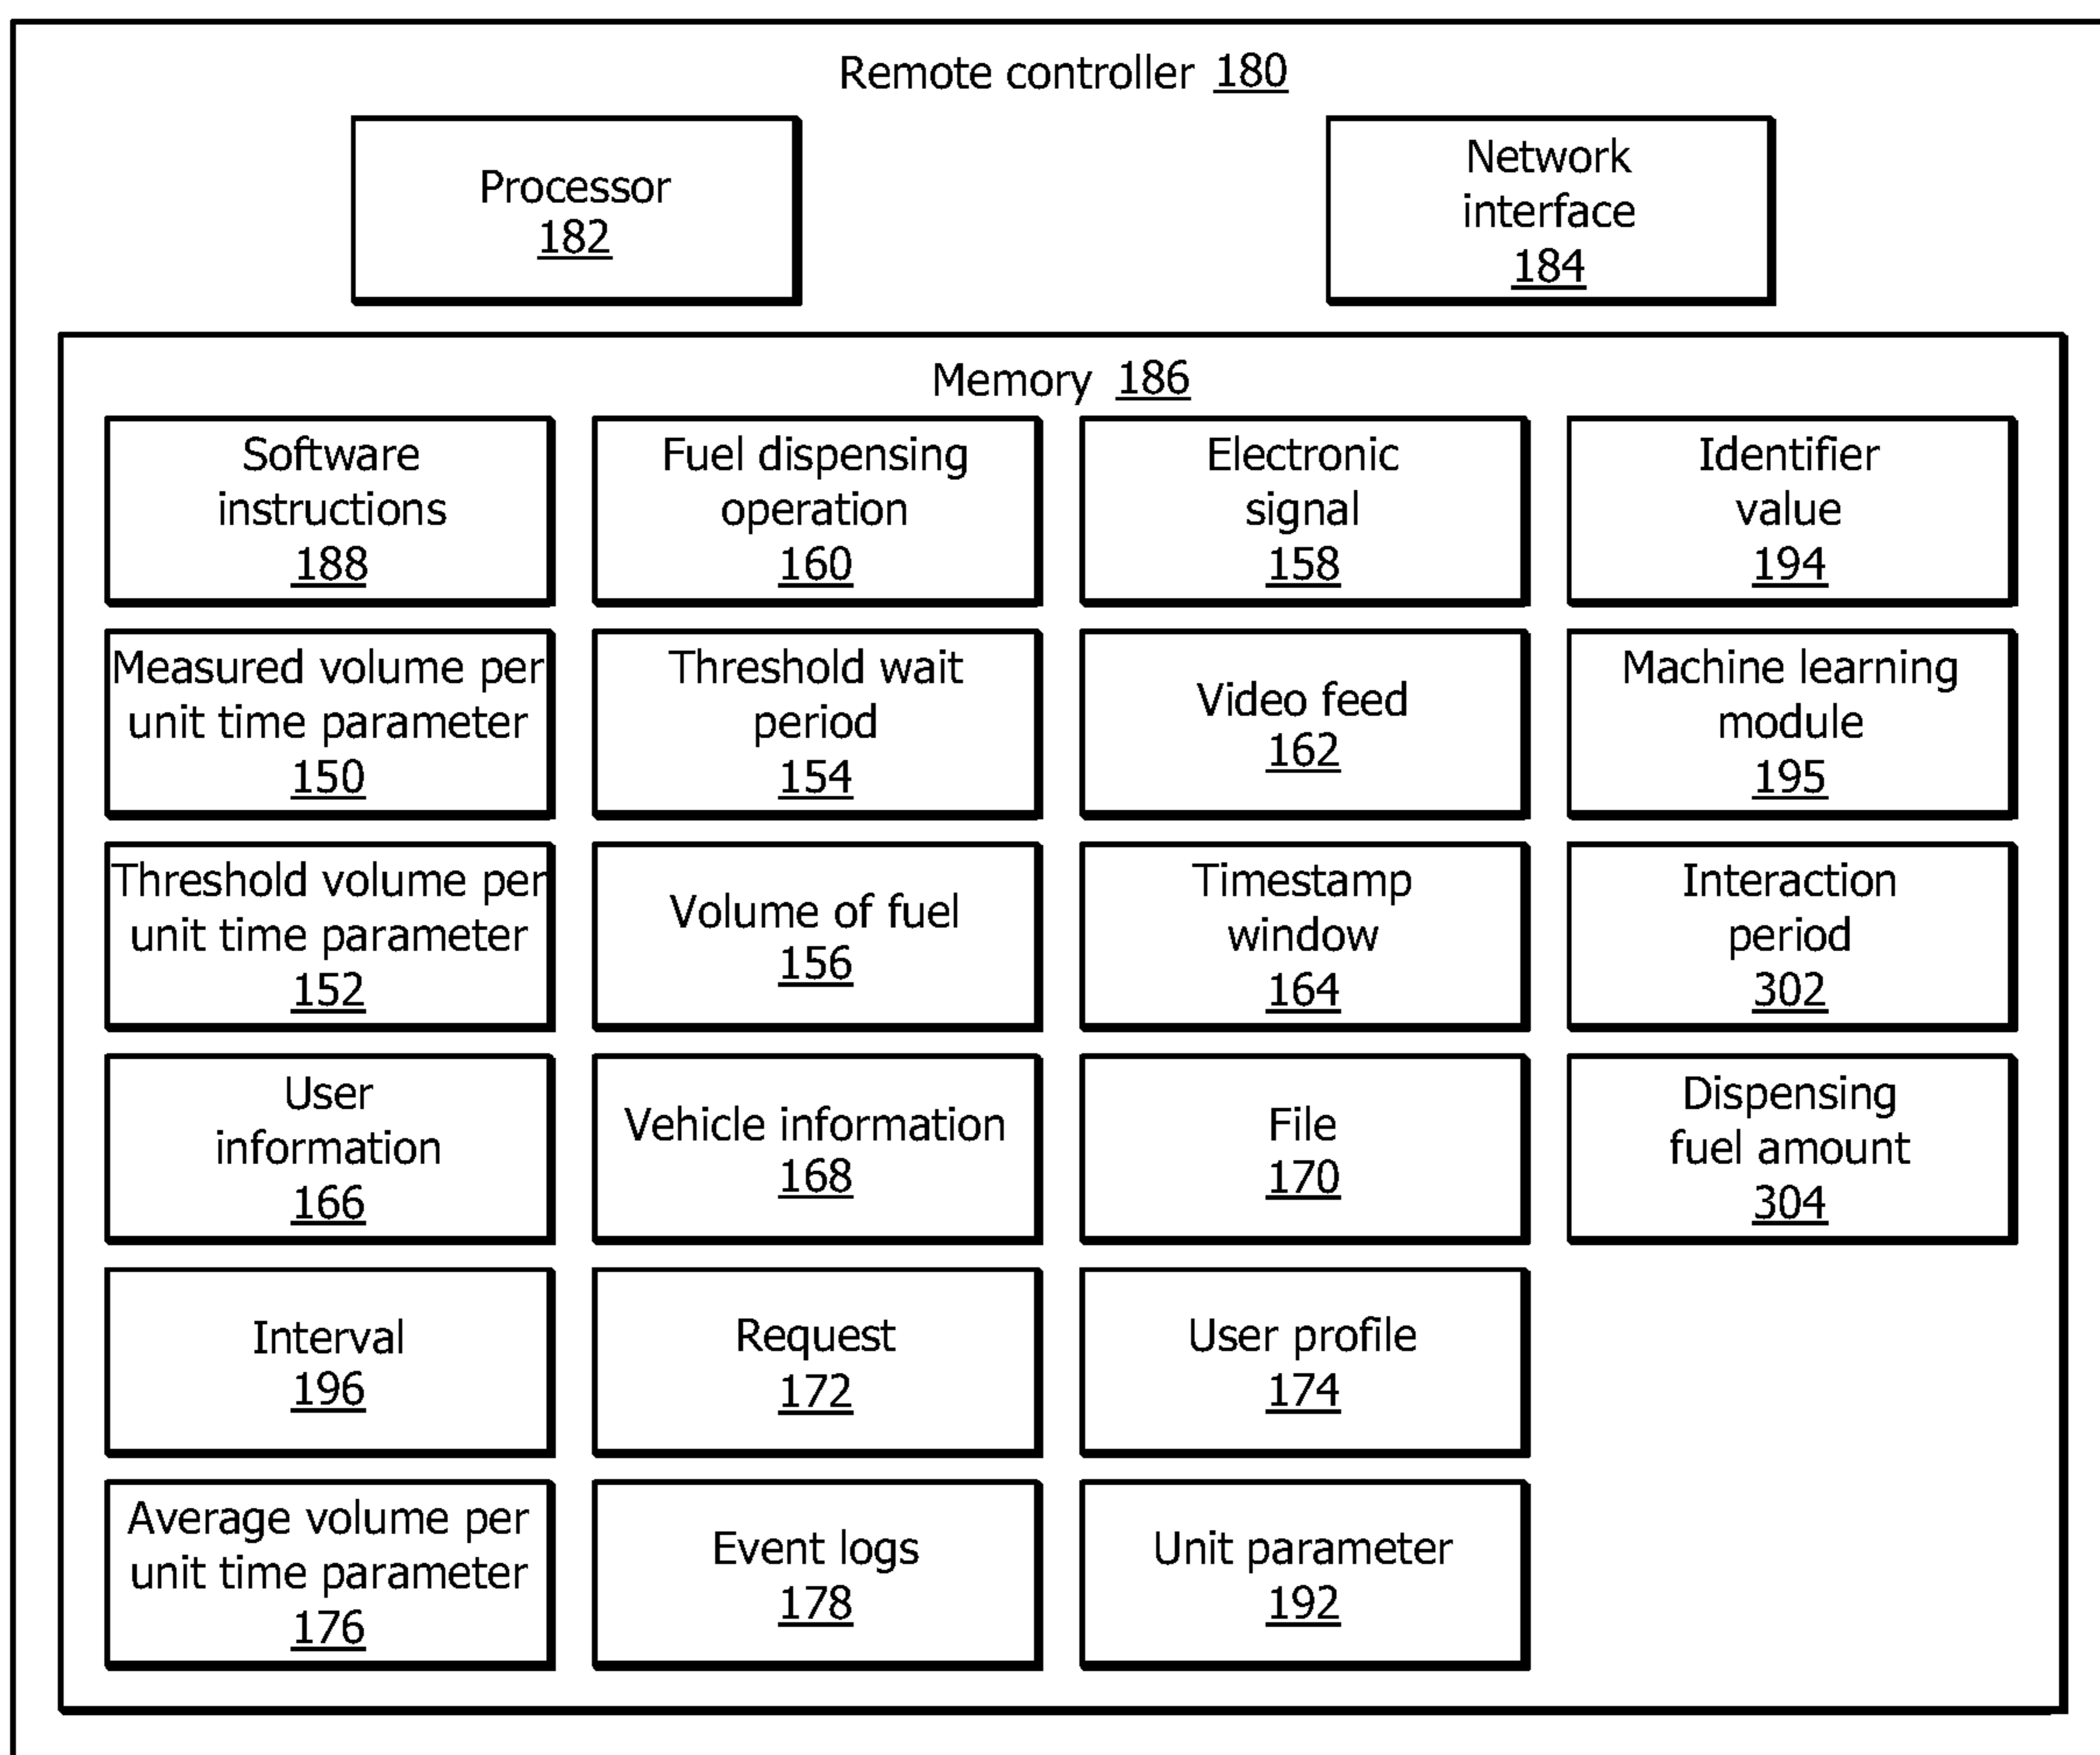 Remote controller 180
Processor
182
Network
interface
184
Memory 186
Software
instructions
188
Fuel dispensing
operation
160
Electronic
signal
158
Identifier
value
194
Measured volume per
unit time parameter
150
Threshold wait
period
154
Video feed
162
Machine learning
module
195
Threshold volume per
unit time parameter
152
Volume of fuel
156
Timestamp
window
164
Interaction
period
302
User
information
166
Vehicle information
168
File
170
Dispensing
fuel amount
304
Interval
196
Request
172
User profile
174
Average volume per
unit time parameter
176
Event logs
178
Unit parameter
192